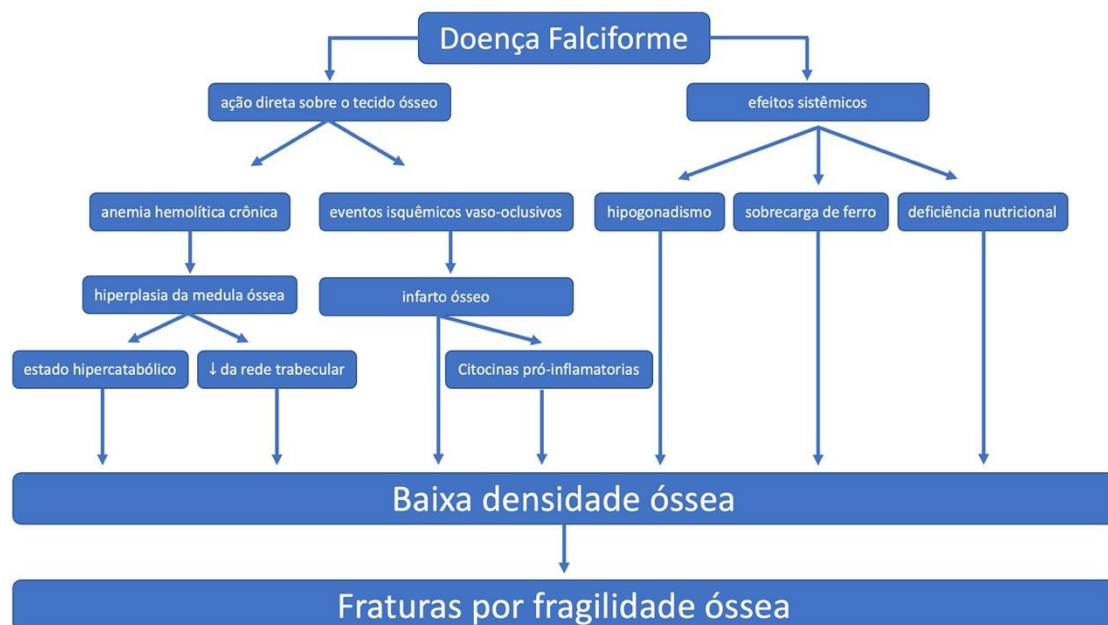 Doença Falciforme
ação direta sobre o tecido ósseo
efeitos sistêmicos
anemia hemolítica crônica
eventos isquêmicos vaso-oclusivos
hipogonadismo
sobrecarga de ferro
deficiência nutricional
hiperplasia da medula óssea
infarto ósseo
estado hipercatabólico
↓ da rede trabecular
Citocinas pró-inflamatorias
Baixa densidade óssea
Fraturas por fragilidade óssea